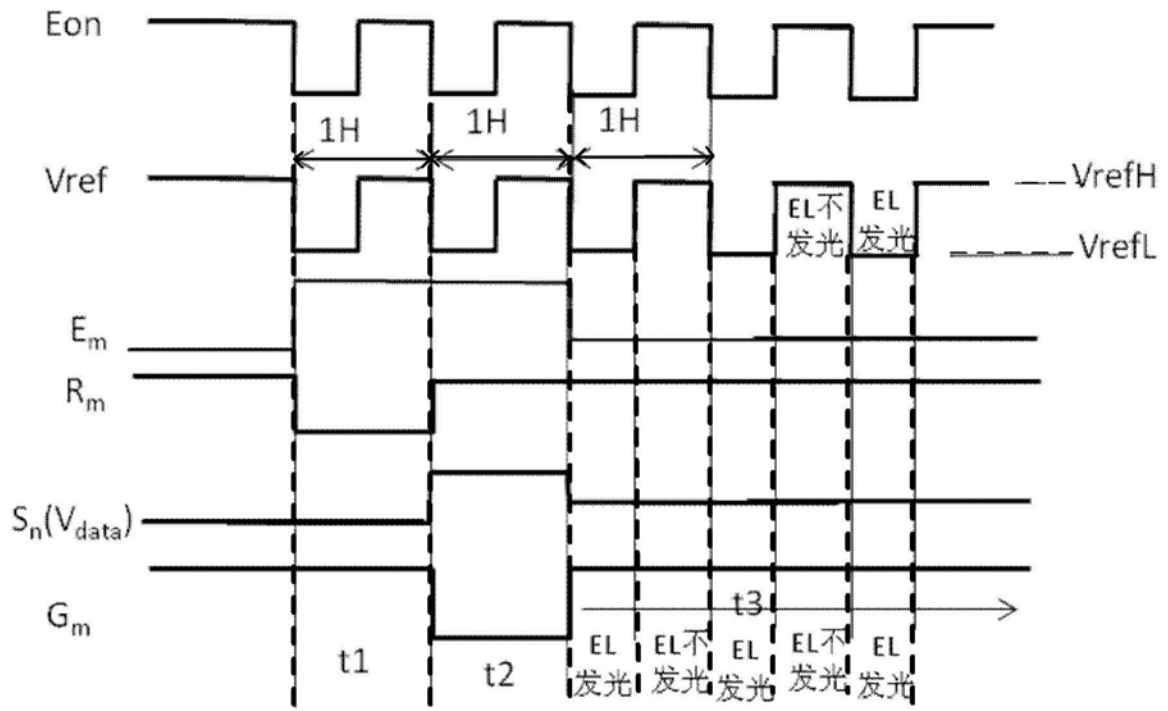 Eon
1H
1H
1H
Vref
VrefH
EL不
发光
EL
发光
VrefL
Em
Rm
Sn(Vdata)
Gm
t3
t1
t2
EL
发光
EL不
发光
EL
发光
EL不
发光
EL
发光